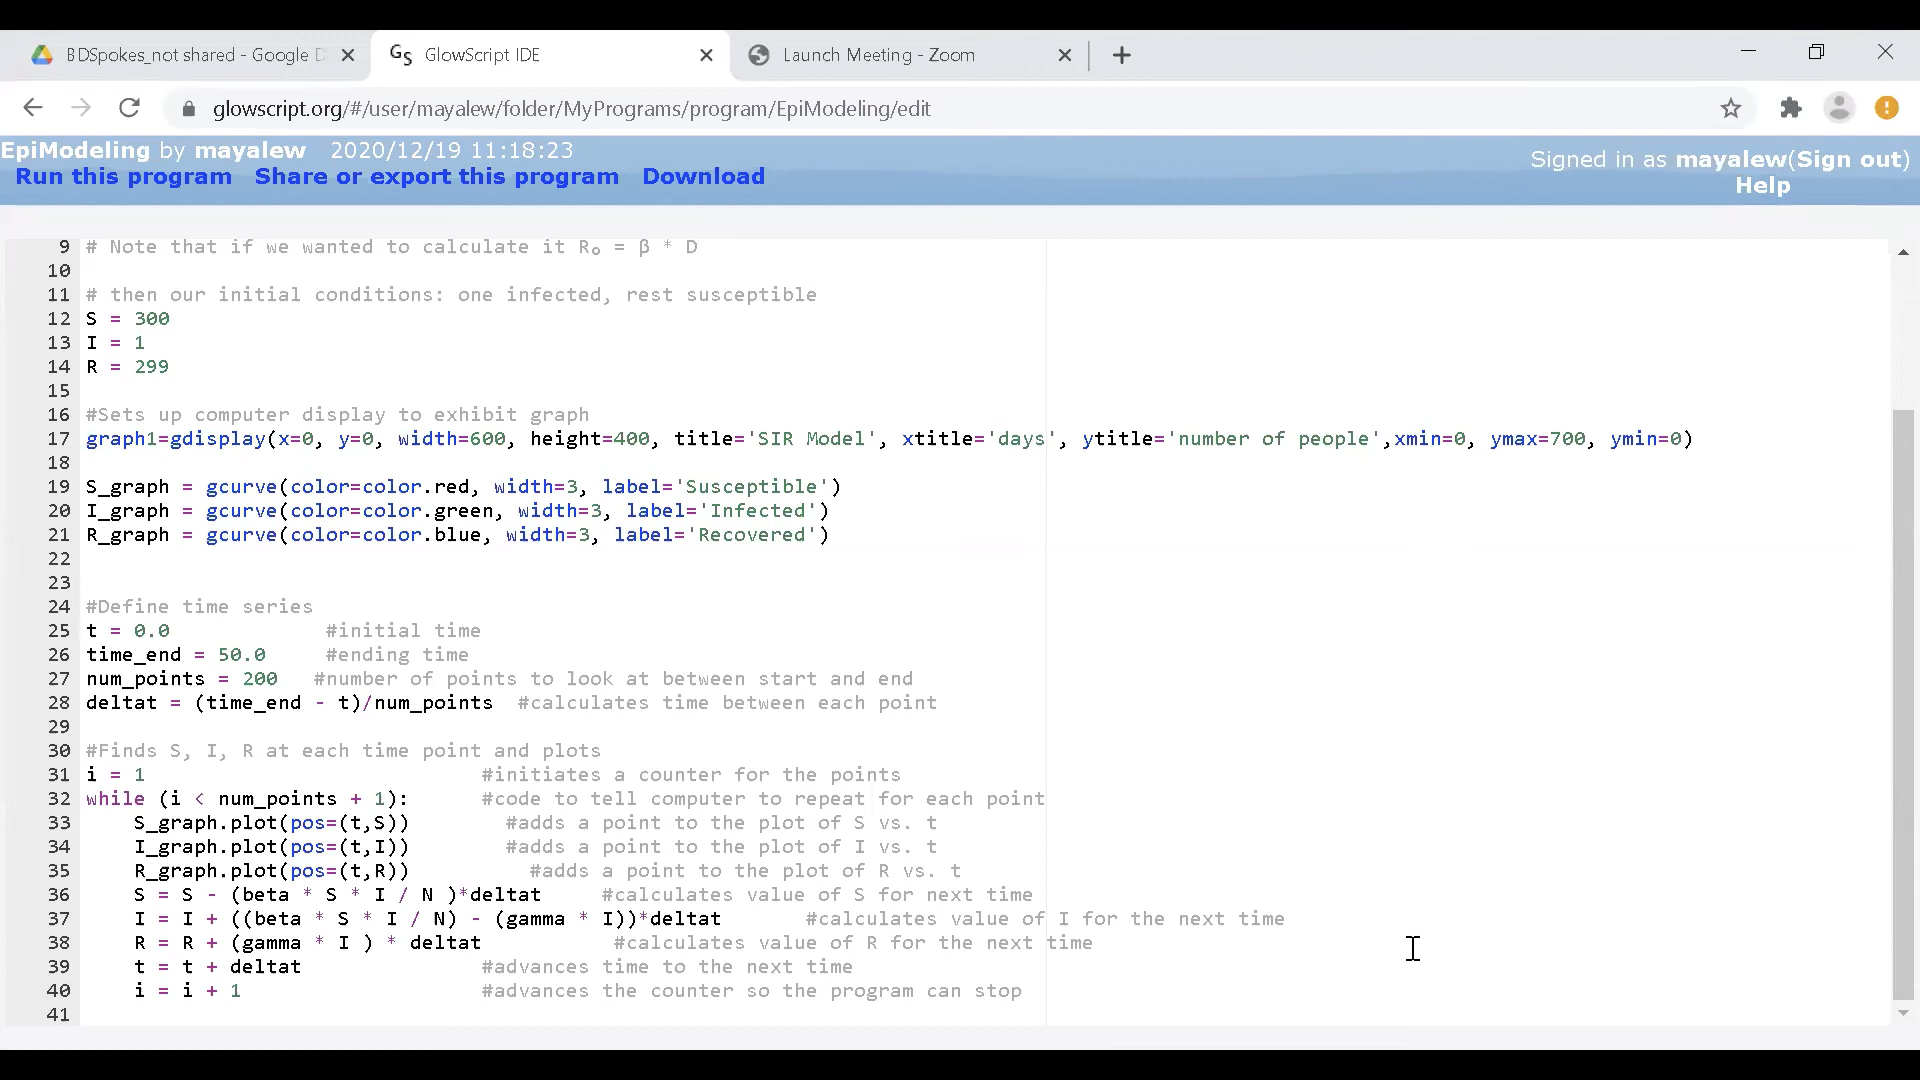 BDSpokes_not shared - Google D
GlowScript IDE
Launch Meeting - Zoom
glowscript.org/#/user/mayalew/folder/MyPrograms/program/EpiModeling/edit
EpiModeling by mayalew 2020/12/19 11:18:23
Signed in as mayalew(Sign out)
Run this program Share or export this program Download
Help
9 # Note that if we wanted to calculate it R₀ = β * D
10
11 # then our initial conditions: one infected, rest susceptible
12 S = 300
13 I = 1
14 R = 299
15
16 #Sets up computer display to exhibit graph
17 graph1=gdisplay(x=0, y=0, width=600, height=400, title='SIR Model', xtitle='days', ytitle='number of people',xmin=0, ymax=700, ymin=0)
18
19 S_graph = gcurve(color=color.red, width=3, label='Susceptible')
20 I_graph = gcurve(color=color.green, width=3, label='Infected')
21 R_graph = gcurve(color=color.blue, width=3, label='Recovered')
22
23
24 #Define time series
25 t = 0.0 #initial time
26 time_end = 50.0 #ending time
27 num_points = 200 #number of points to look at between start and end
28 deltat = (time_end - t)/num_points #calculates time between each point
29
30 #Finds S, I, R at each time point and plots
31 i = 1 #initiates a counter for the points
32 while (i < num_points + 1): #code to tell computer to repeat for each point
33 S_graph.plot(pos=(t,S)) #adds a point to the plot of S vs. t
34 I_graph.plot(pos=(t,I)) #adds a point to the plot of I vs. t
35 R_graph.plot(pos=(t,R)) #adds a point to the plot of R vs. t
36 S = S - (beta * S * I / N )*deltat #calculates value of S for next time
37 I = I + ((beta * S * I / N) - (gamma * I))*deltat #calculates value of I for the next time
38 R = R + (gamma * I ) * deltat #calculates value of R for the next time
39 t = t + deltat #advances time to the next time
40 i = i + 1 #advances the counter so the program can stop
41